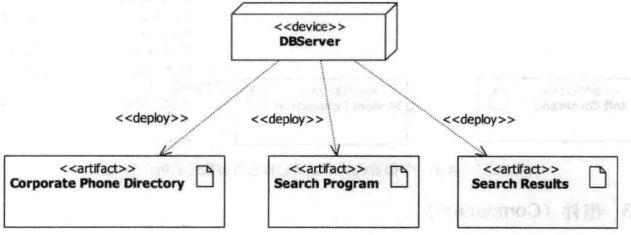 <<device>>
DBServer
<<deploy>> <<deploy>> <<deploy>>
<<artifact>> <<artifact>> <<artifact>>
Corporate Phone Directory Search Program Search Results